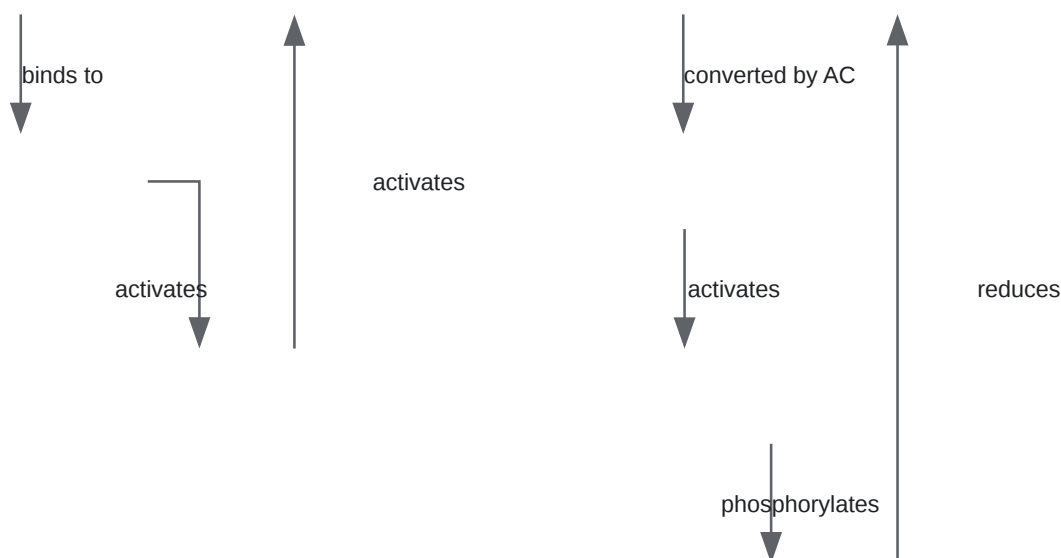 binds to
converted by AC
activates
activates
activates
reduces
phosphorylates